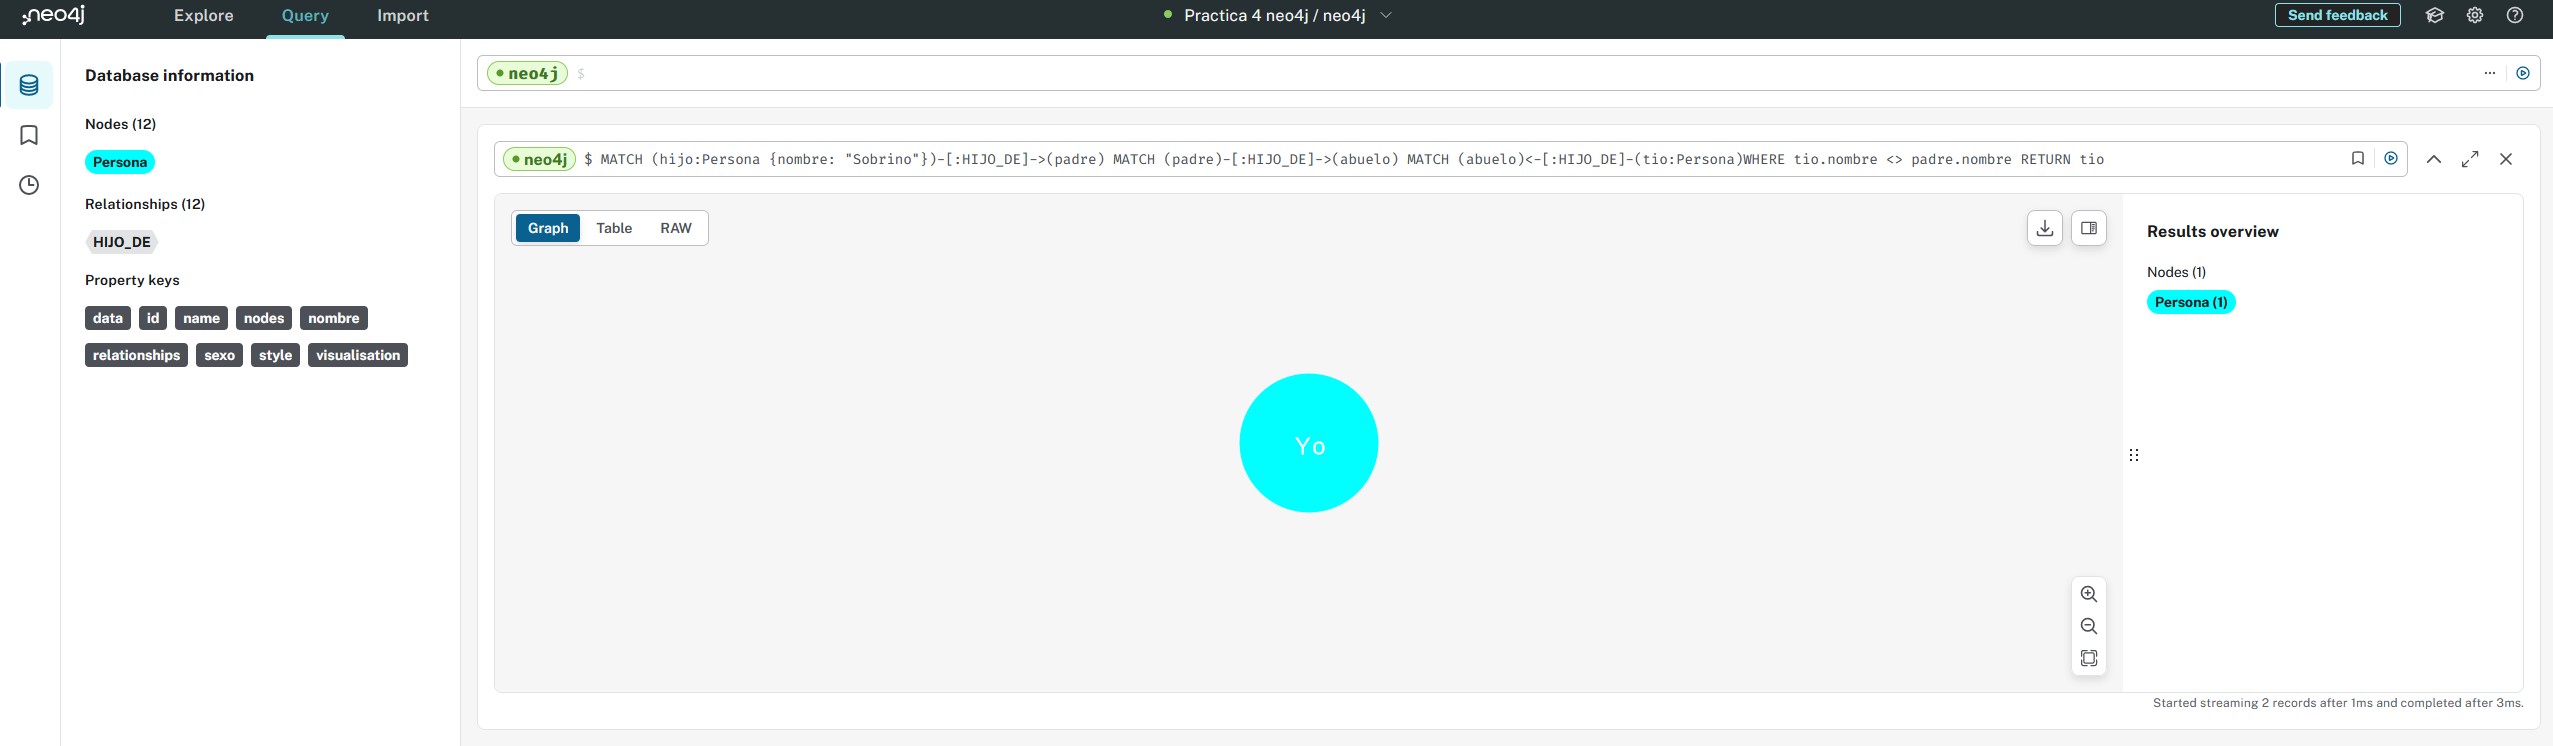 neo4j
Explore
Query
Import
Practica 4 neo4j / neo4j
Send feedback
Database information
Nodes (12)
Persona
Relationships (12)
HIJO_DE
Property keys
data id name nodes nombre
relationships sexo style visualisation
neo4j $
neo4j $ MATCH (hijo:Persona {nombre: "Sobrino"})-[:HIJO_DE]->(padre) MATCH (padre)-[:HIJO_DE]->(abuelo) MATCH (abuelo)<-[:HIJO_DE]-(tio:Persona)WHERE tio.nombre <> padre.nombre RETURN tio
Graph Table RAW
Yo
Results overview
Nodes (1)
Persona (1)
Started streaming 2 records after 1ms and completed after 3ms.